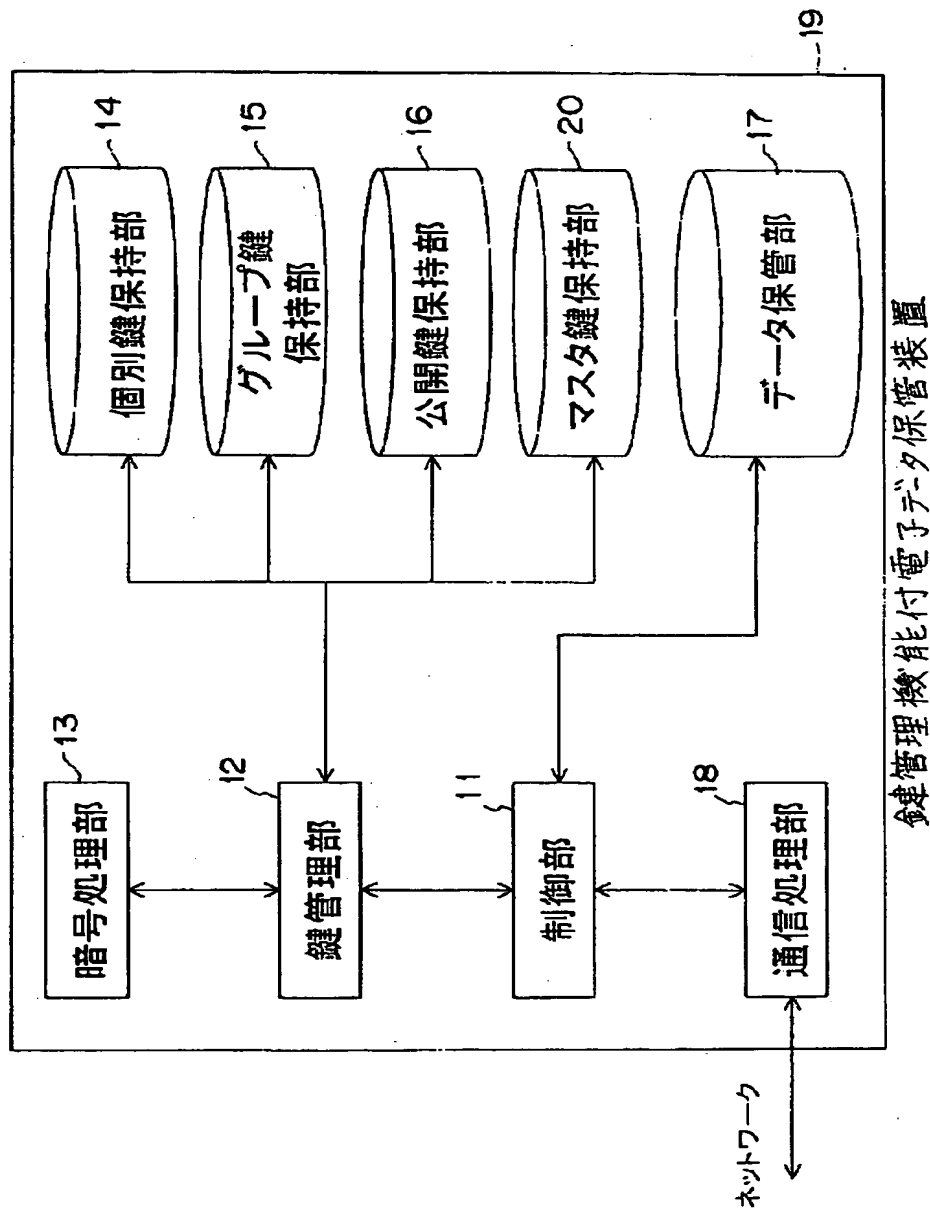 13
暗号処理部
12
鍵管理部
11
制御部
18
通信処理部
ネットワーク
14
個別鍵保持部
15
グループ鍵
保持部
16
公開鍵保持部
20
マスタ鍵保持部
17
データ保管部
19
鍵管理機能付電子データ保管装置